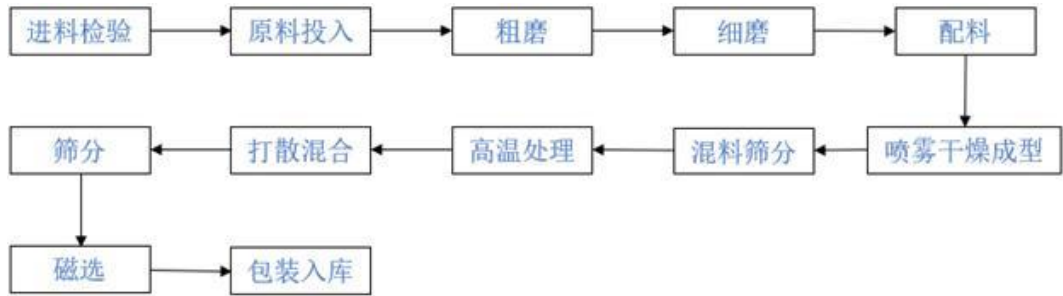 进料检验
原料投入
粗磨
细磨
配料
喷雾干燥成型
混料筛分
高温处理
打散混合
筛分
磁选
包装入库